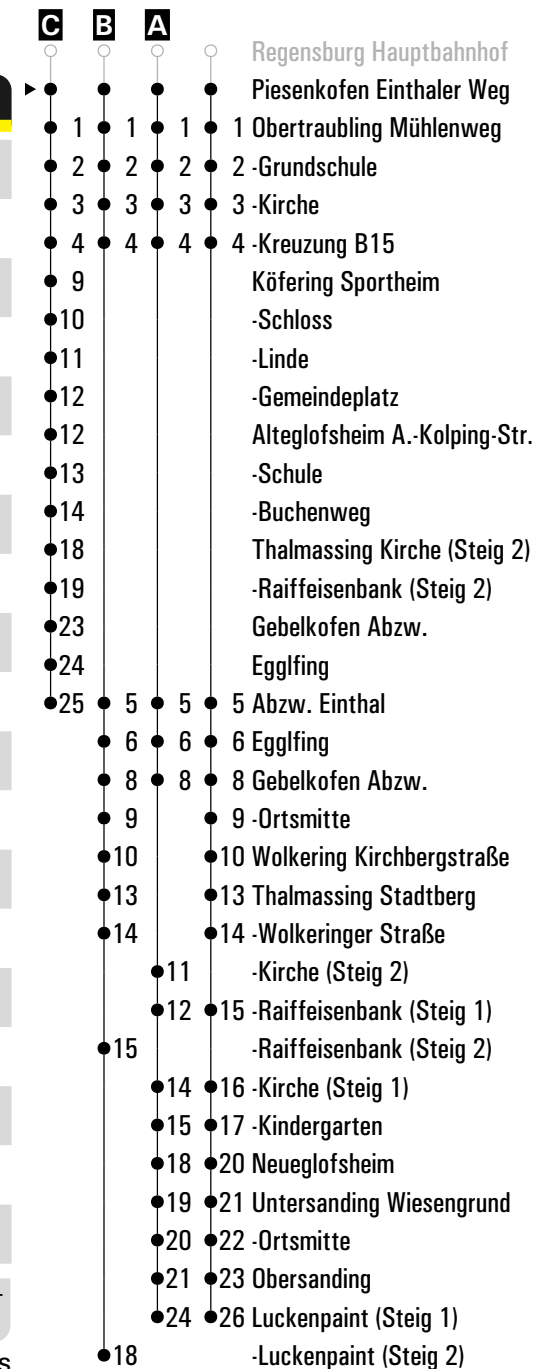 C B A
Regensburg Hauptbahnhof
Piesenkofen Einthaler Weg
1 1 1 1 Obertraubling Mühlenweg
2 2 2 2 -Grundschule
3 3 3 3 -Kirche
4 4 4 4 -Kreuzung B15
9 Köfering Sportheim
10 -Schloss
11 -Linde
12 -Gemeindeplatz
12 Alteglofsheim A.-Kolping-Str.
13 -Schule
14 -Buchenweg
18 Thalmassing Kirche (Steig 2)
19 -Raiffeisenbank (Steig 2)
23 Gebelkofen Abzw.
24 Egglfing
25 5 5 5 Abzw. Einthal
6 6 6 Egglfing
8 8 8 Gebelkofen Abzw.
9 9 -Ortsmitte
10 10 Wolkering Kirchbergstraße
13 13 Thalmassing Stadtberg
14 14 -Wolkeringer Straße
11 -Kirche (Steig 2)
12 15 -Raiffeisenbank (Steig 1)
15 -Raiffeisenbank (Steig 2)
14 16 -Kirche (Steig 1)
15 17 -Kindergarten
18 20 Neueglofsheim
19 21 Untersanding Wiesengrund
20 22 -Ortsmitte
21 23 Obersanding
24 26 Luckenpaint (Steig 1)
18 -Luckenpaint (Steig 2)